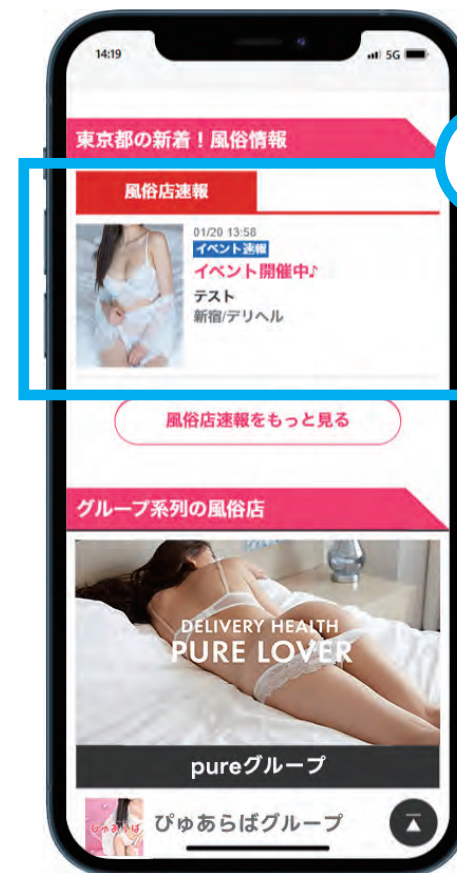 14:19
5G
東京都の新着！風俗情報
風俗店速報
01/20 13:58
イベント速報
イベント開催中♪
テスト
新宿/デリヘル
風俗店速報をもっと見る
グループ系列の風俗店
DELIVERY HEALTH
PURE LOVER
pureグループ
ぴゅあらば
ぴゅあらばグループ